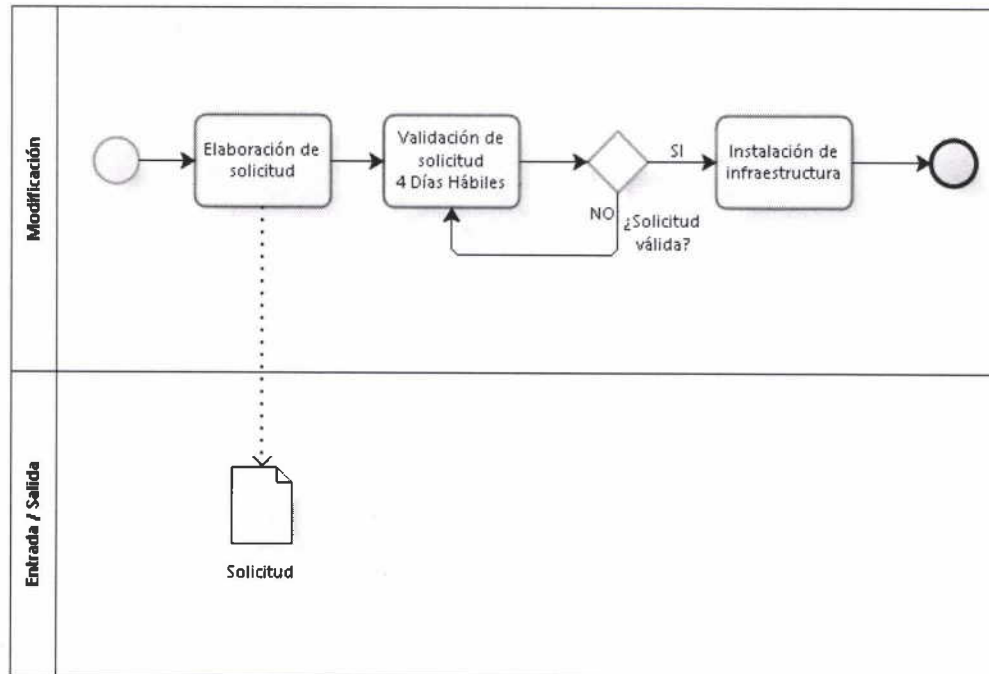 Modificación
Elaboración de
solicitud
Validación de
solicitud
4 Días Hábiles
SI
NO
¿Solicitud
válida?
Instalación de
infraestructura
Entrada / Salida
Solicitud